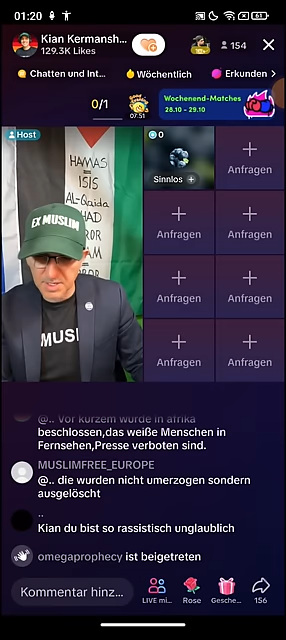 01:20
61
Kian Kermansh...
129.3K Likes
154
Chatten und Int...
Wöchentlich
Erkunden
0/1
07:51
Wochenend-Matches
28.10 - 29.10
Host
0
HAMAS
=
ISIS
AL-Qaida
EX MUSLIM
MUSL
Sinnlos
Anfragen
Anfragen
Anfragen
Anfragen
Anfragen
Anfragen
Anfragen
@.. Vor kurzem wurde in afrika
beschlossen,das weiße Menschen in
Fernsehen,Presse verboten sind.
MUSLIMFREE_EUROPE
@.. die wurden nicht umerzogen sondern
ausgelöscht
..
Kian du bist so rassistisch unglaublich
omegaprophecy ist beigetreten
Kommentar hinz...
LIVE mi...
Rose
Gesche...
156